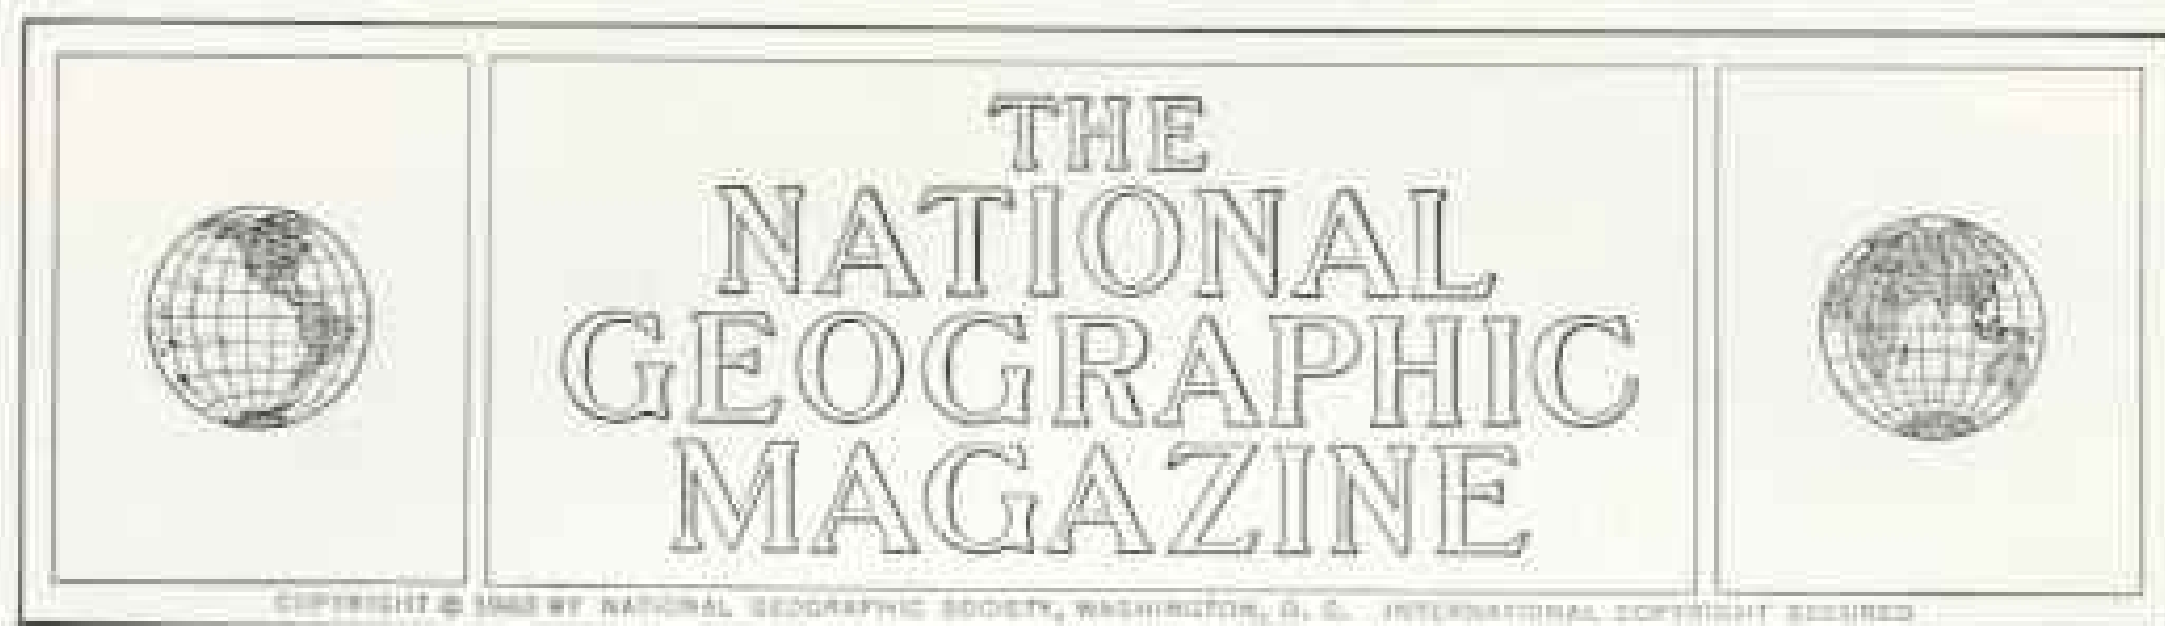 THE
NATIONAL
GEOGRAPHIC
MAGAZINE
COPYRIGHT © BY NATIONAL GEOGRAPHIC SOCIETY, WASHINGTON, D. C. INTERNATIONAL COPYRIGHT SECURED